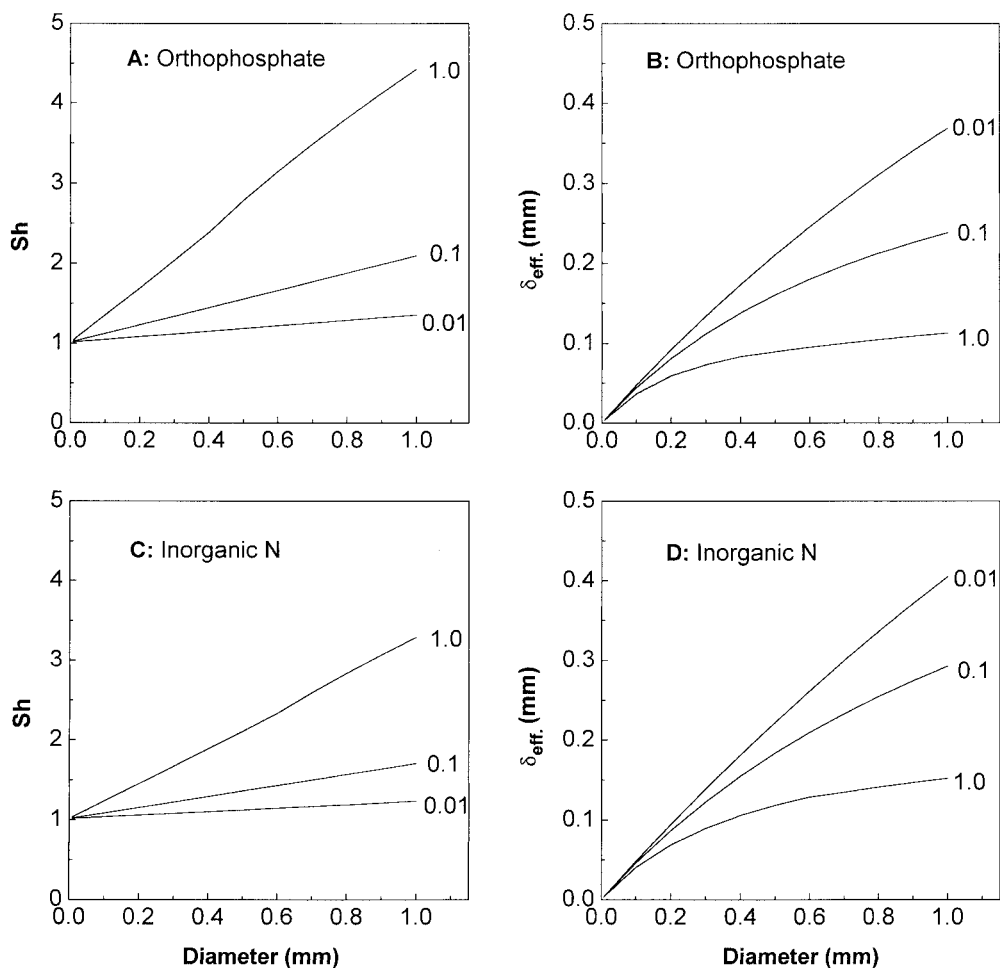 A: Orthophosphate
5
4
3
2
1
0
Sh
1.0
0.1
0.01
0.0 0.2 0.4 0.6 0.8 1.0
B: Orthophosphate
0.5
0.4
0.3
0.2
0.1
0.0
δeff. (mm)
0.01
0.1
1.0
0.0 0.2 0.4 0.6 0.8 1.0
C: Inorganic N
5
4
3
2
1
0
Sh
1.0
0.1
0.01
0.0 0.2 0.4 0.6 0.8 1.0
Diameter (mm)
D: Inorganic N
0.5
0.4
0.3
0.2
0.1
0.0
δeff. (mm)
0.01
0.1
1.0
0.0 0.2 0.4 0.6 0.8 1.0
Diameter (mm)